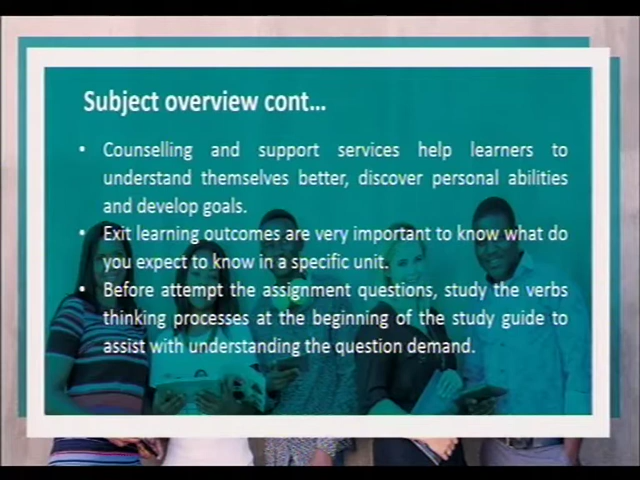 Subject overview cont...
• Counselling and support services help learners to
understand themselves better, discover personal abilities
and develop goals.
• Exit learning outcomes are very important to know what do
you expect to know in a specific unit.
• Before attempt the assignment questions, study the verbs
thinking processes at the beginning of the study guide to
assist with understanding the question demand.